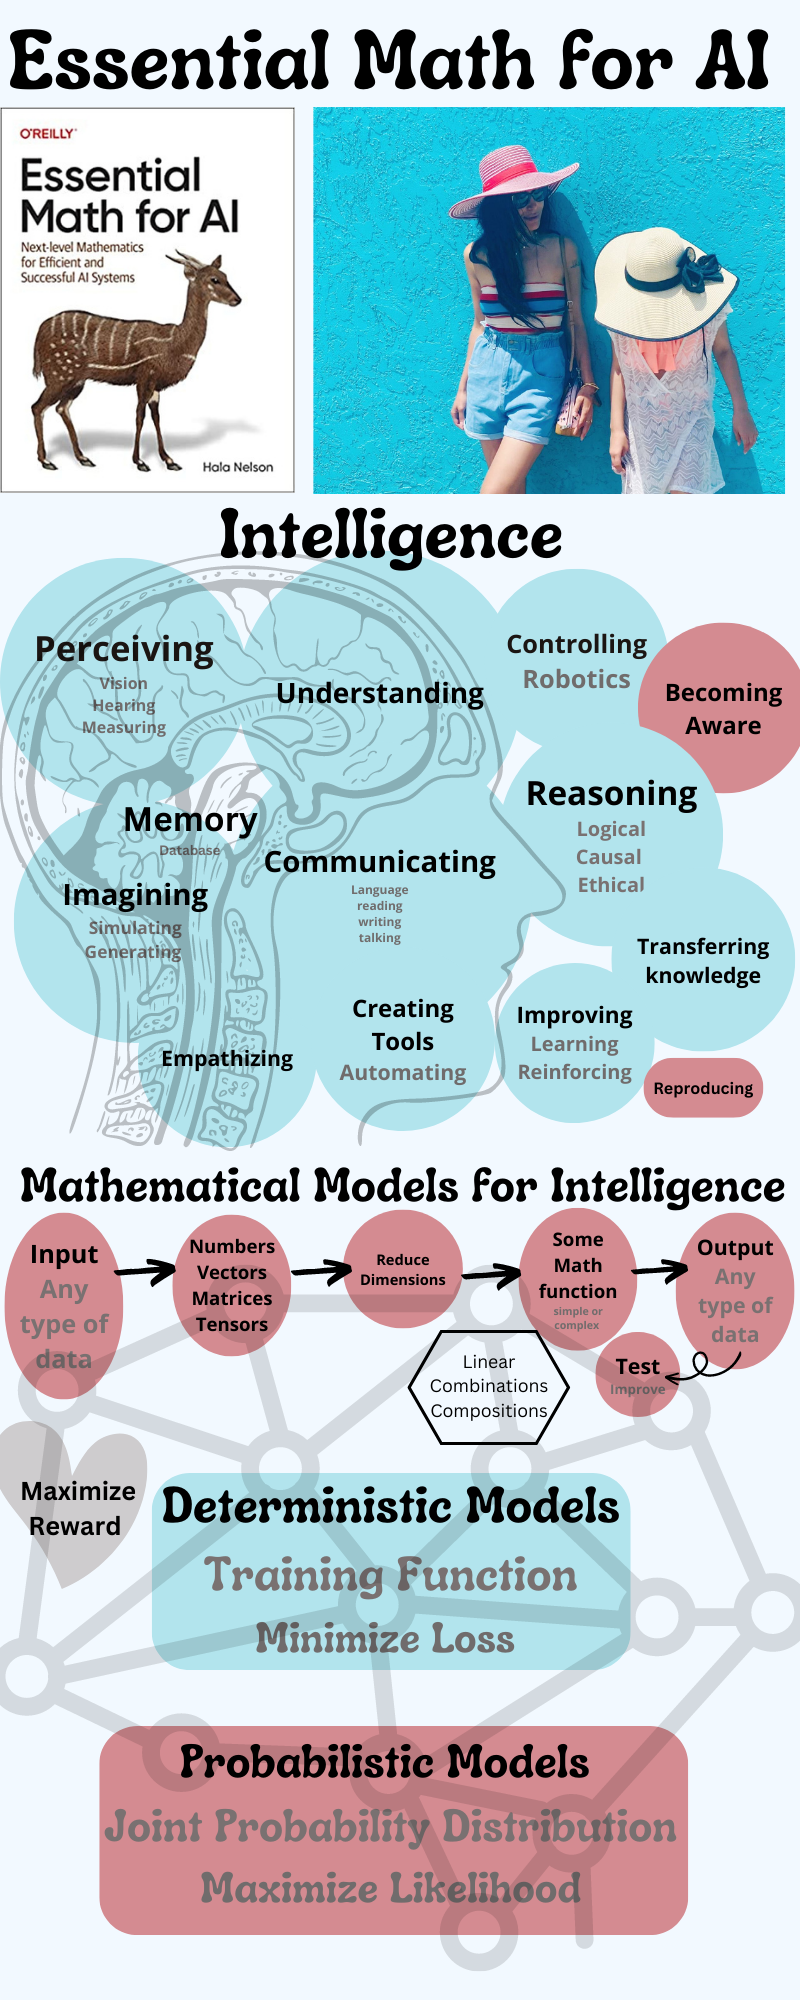 Essential Math for AI
O'REILLY®
Essential
Math for AI
Next-level Mathematics
for Efficient and
Successful AI Systems
Hala Nelson
Intelligence
Perceiving
Vision
Hearing
Measuring
Understanding
Controlling
Robotics
Becoming
Aware
Memory
Database
Imagining
Simulating
Generating
Communicating
Language
reading
writing
talking
Reasoning
Logical
Causal
Ethical
Transferring
knowledge
Empathizing
Creating
Tools
Automating
Improving
Learning
Reinforcing
Reproducing
Mathematical Models for Intelligence
Input
Any
type of
data
Numbers
Vectors
Matrices
Tensors
Reduce
Dimensions
Some
Math
function
simple or
complex
Output
Any
type of
data
Linear
Combinations
Compositions
Test
Improve
Maximize
Reward
Deterministic Models
Training Function
Minimize Loss
Probabilistic Models
Joint Probability Distribution
Maximize Likelihood